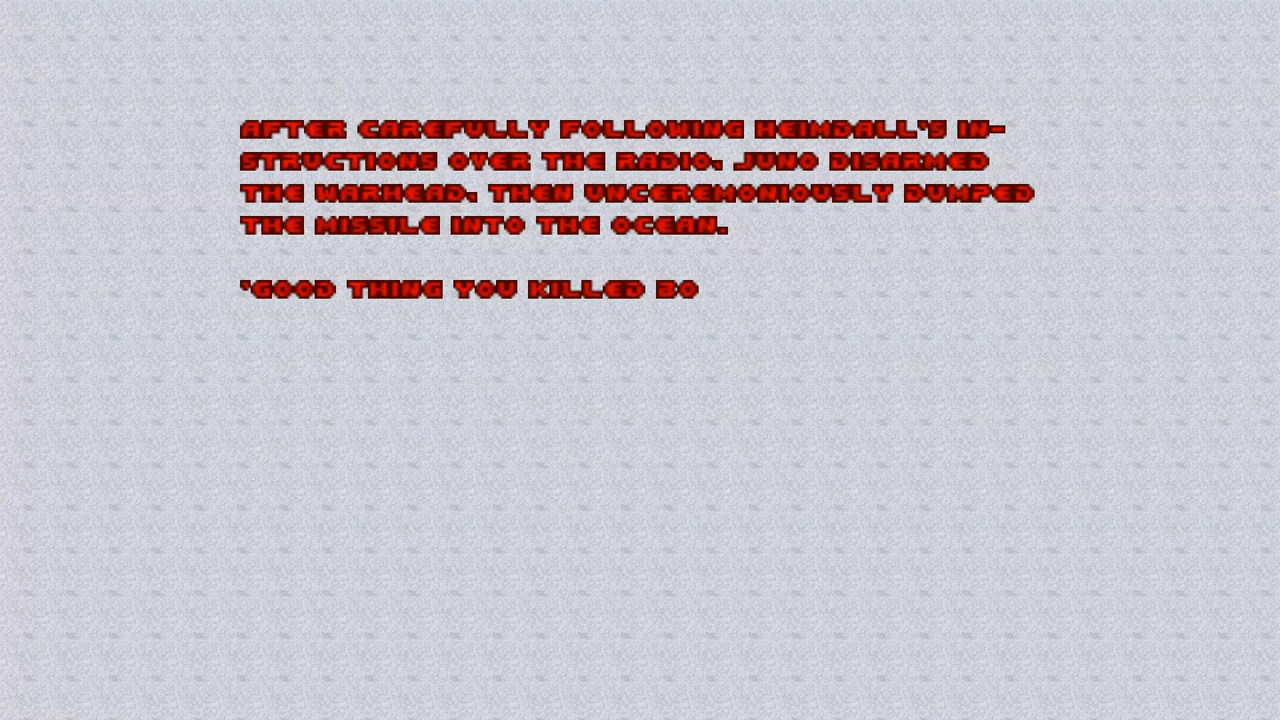 AFTER CAREFULLY FOLLOWING HEIMDALL'S IN-
STRUCTIONS OVER THE RADIO, JUNO DISARMED
THE WARHEAD, THEN UNCEREMONIOUSLY DUMPED
THE MISSILE INTO THE OCEAN.

'GOOD THING YOU KILLED BO